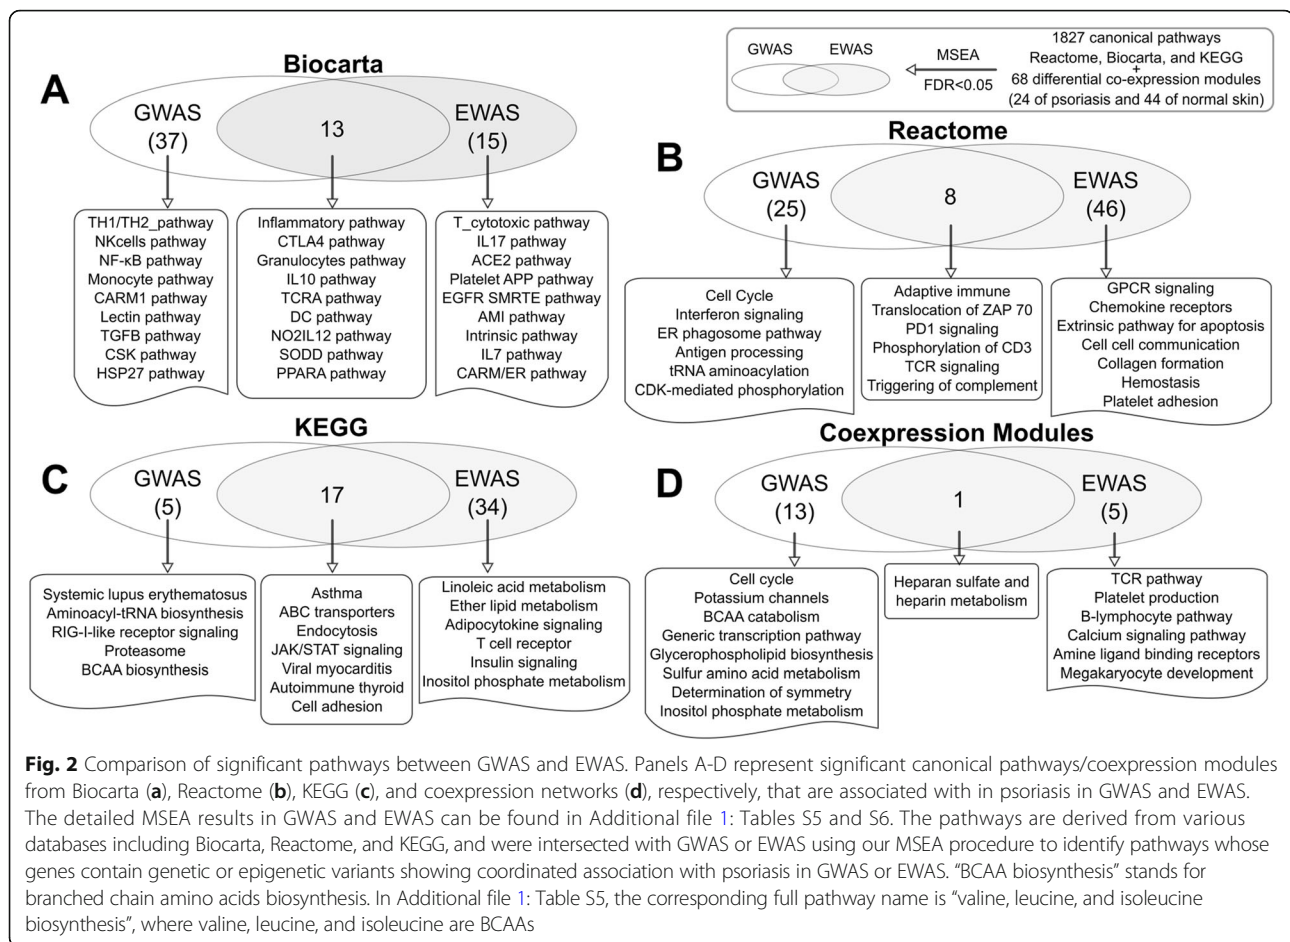 GWAS
EWAS
MSEA
FDR<0.05
1827 canonical pathways
Reactome, Biocarta, and KEGG
+
68 differential co-expression modules
(24 of psoriasis and 44 of normal skin)
A
Biocarta
GWAS
(37)
13
EWAS
(15)
TH1/TH2_pathway
NKcells pathway
NF-κB pathway
Monocyte pathway
CARM1 pathway
Lectin pathway
TGFB pathway
CSK pathway
HSP27 pathway
Inflammatory pathway
CTLA4 pathway
Granulocytes pathway
IL10 pathway
TCRA pathway
DC pathway
NO2IL12 pathway
SODD pathway
PPARA pathway
T_cytotoxic pathway
IL17 pathway
ACE2 pathway
Platelet APP pathway
EGFR SMRTE pathway
AMI pathway
Intrinsic pathway
IL7 pathway
CARM/ER pathway
B
Reactome
GWAS
(25)
8
EWAS
(46)
Cell Cycle
Interferon signaling
ER phagosome pathway
Antigen processing
tRNA aminoacylation
CDK-mediated phosphorylation
Adaptive immune
Translocation of ZAP 70
PD1 signaling
Phosphorylation of CD3
TCR signaling
Triggering of complement
GPCR signaling
Chemokine receptors
Extrinsic pathway for apoptosis
Cell cell communication
Collagen formation
Hemostasis
Platelet adhesion
C
KEGG
GWAS
(5)
17
EWAS
(34)
Systemic lupus erythematosus
Aminoacyl-tRNA biosynthesis
RIG-I-like receptor signaling
Proteasome
BCAA biosynthesis
Asthma
ABC transporters
Endocytosis
JAK/STAT signaling
Viral myocarditis
Autoimmune thyroid
Cell adhesion
Linoleic acid metabolism
Ether lipid metabolism
Adipocytokine signaling
T cell receptor
Insulin signaling
Inositol phosphate metabolism
D
Coexpression Modules
GWAS
(13)
1
EWAS
(5)
Cell cycle
Potassium channels
BCAA catabolism
Generic transcription pathway
Glycerophospholipid biosynthesis
Sulfur amino acid metabolism
Determination of symmetry
Inositol phosphate metabolism
Heparan sulfate and
heparin metabolism
TCR pathway
Platelet production
B-lymphocyte pathway
Calcium signaling pathway
Amine ligand binding receptors
Megakaryocyte development
Fig. 2 Comparison of significant pathways between GWAS and EWAS. Panels A-D represent significant canonical pathways/coexpression modules
from Biocarta (a), Reactome (b), KEGG (c), and coexpression networks (d), respectively, that are associated with in psoriasis in GWAS and EWAS.
The detailed MSEA results in GWAS and EWAS can be found in Additional file 1: Tables S5 and S6. The pathways are derived from various
databases including Biocarta, Reactome, and KEGG, and were intersected with GWAS or EWAS using our MSEA procedure to identify pathways whose
genes contain genetic or epigenetic variants showing coordinated association with psoriasis in GWAS or EWAS. “BCAA biosynthesis” stands for
branched chain amino acids biosynthesis. In Additional file 1: Table S5, the corresponding full pathway name is “valine, leucine, and isoleucine
biosynthesis”, where valine, leucine, and isoleucine are BCAAs